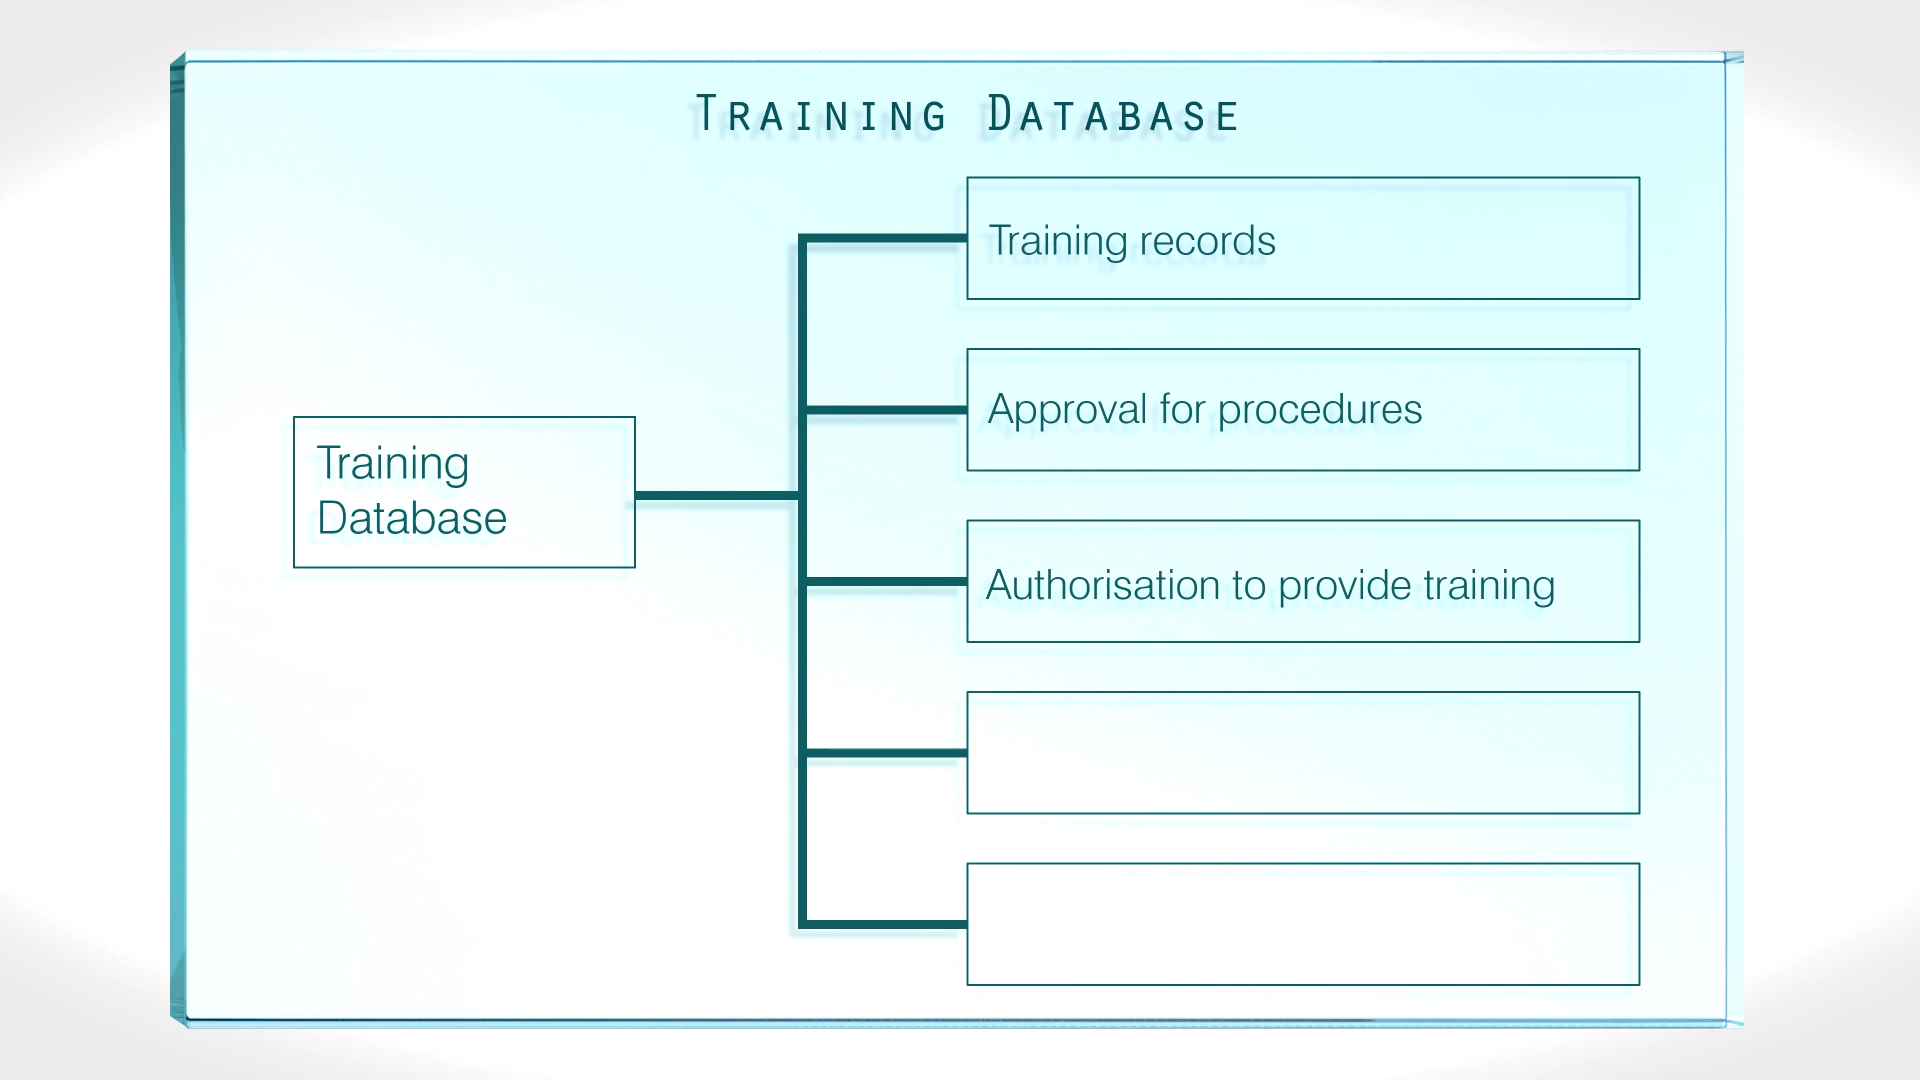 Training Database
Training records
Approval for procedures
Training
Database
Authorisation to provide training